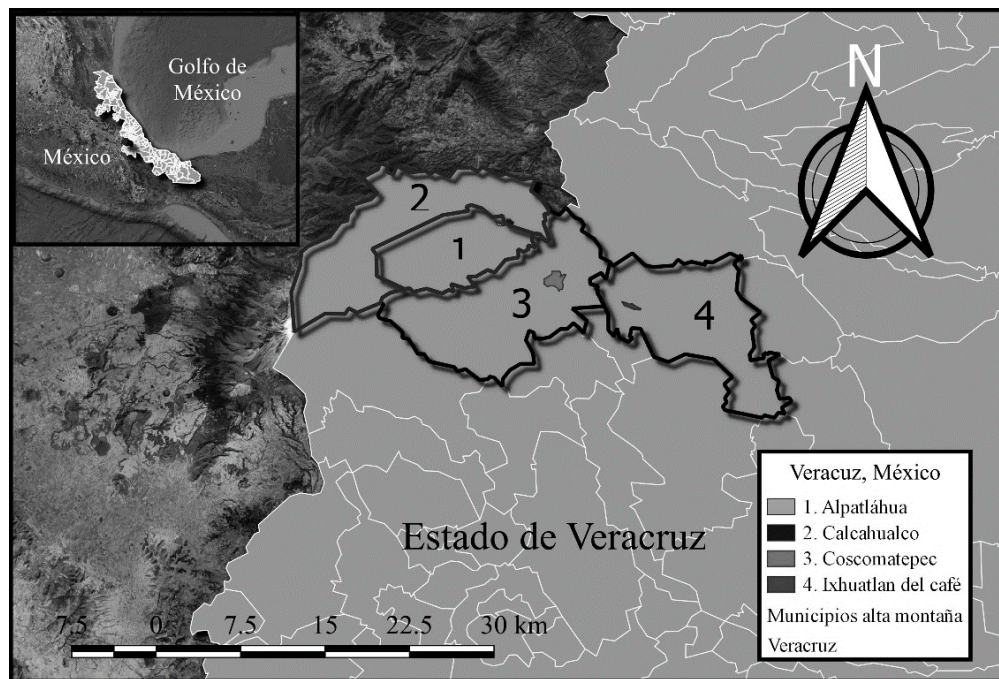 Golfo de
México
México
N
2
1
3
4
Estado de Veracruz
Veracuz, México
1. Alpatláhua
2. Calcahualco
3. Coscomatepec
4. Ixhuatlan del café
Municipios alta montaña
Veracruz
7.5 0 7.5 15 22.5 30 km